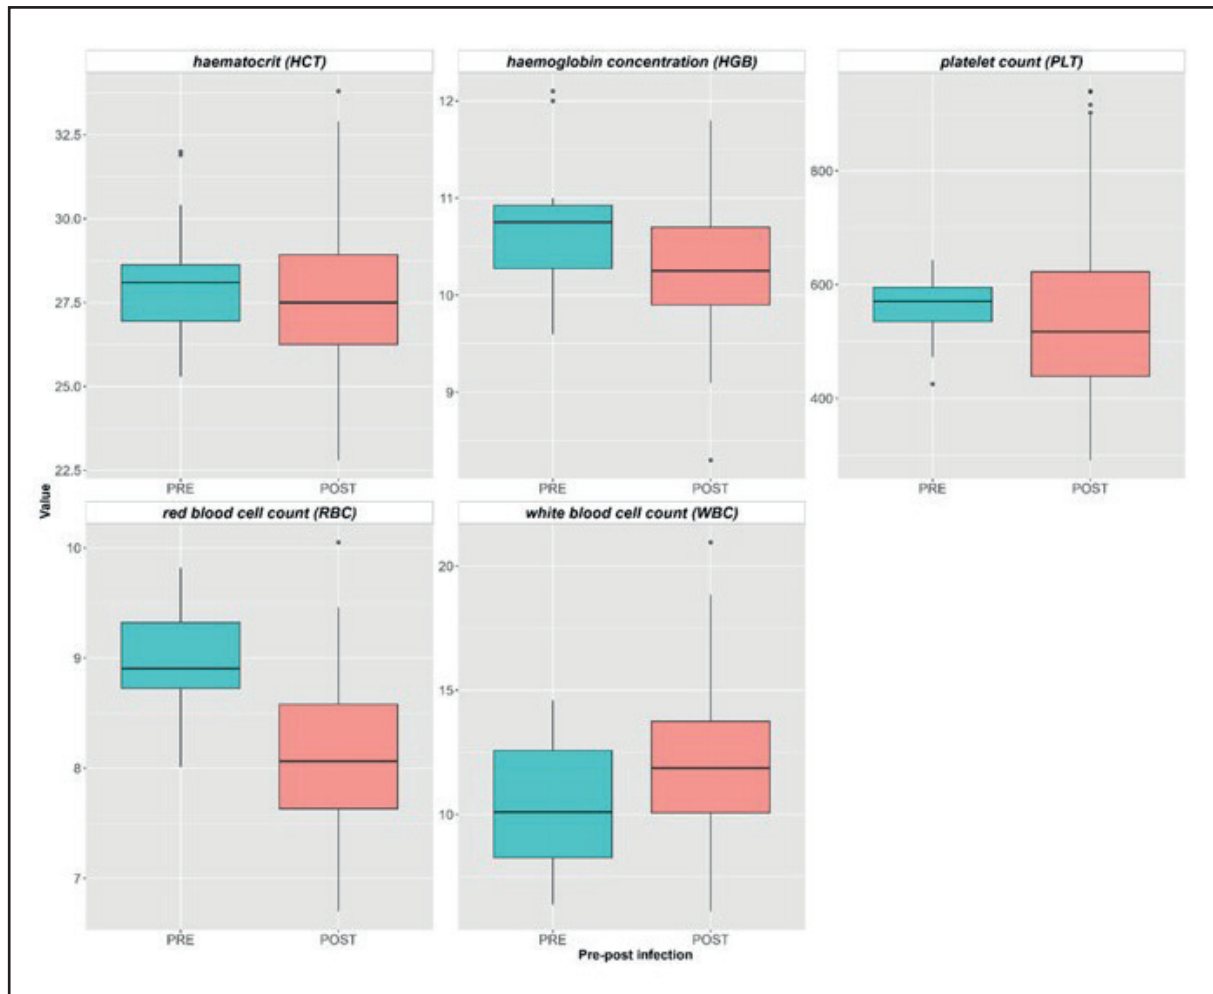 haematocrit (HCT)
haemoglobin concentration (HGB)
platelet count (PLT)
32.5
30.0
27.5
25.0
22.5
12
11
10
9
800
600
400
PRE
POST
PRE
POST
PRE
POST
Value
red blood cell count (RBC)
white blood cell count (WBC)
10
9
8
7
20
15
10
PRE
POST
PRE
POST
Pre-post infection